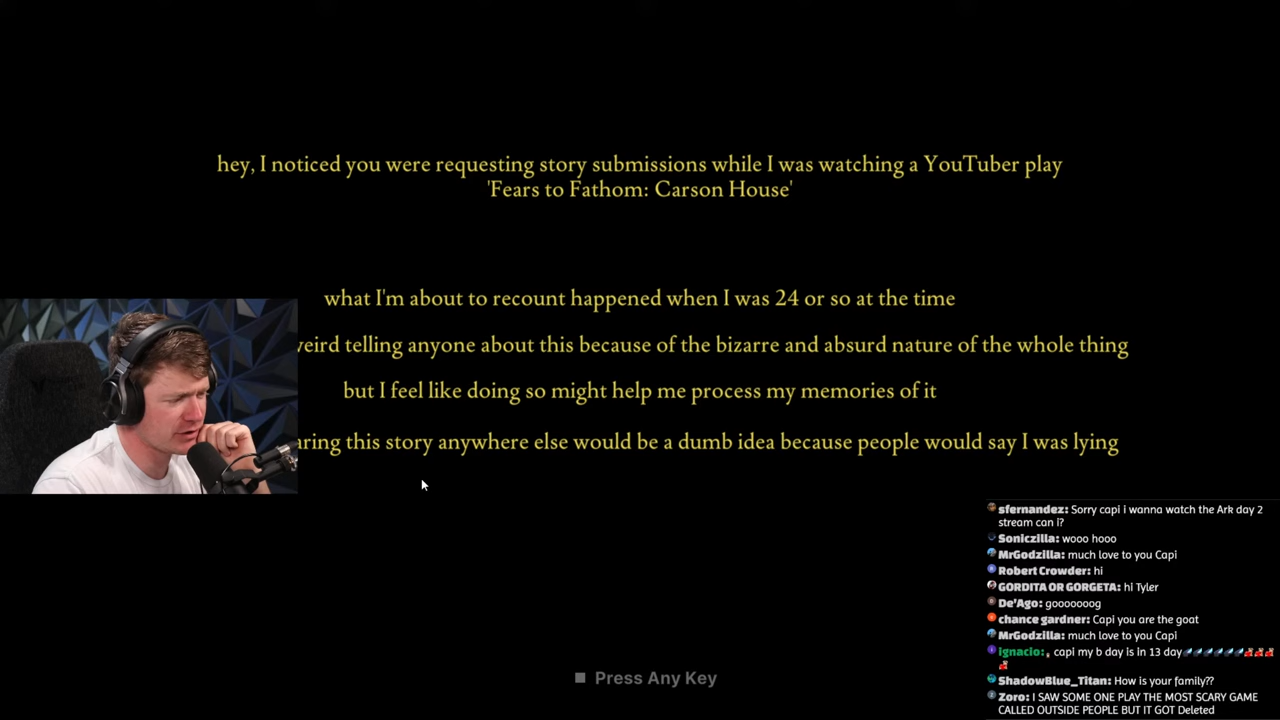 hey, I noticed you were requesting story submissions while I was watching a YouTuber play
'Fears to Fathom: Carson House'
what I'm about to recount happened when I was 24 or so at the time
telling anyone about this because of the bizarre and absurd nature of the whole thing
but I feel like doing so might help me process my memories of it
this story anywhere else would be a dumb idea because people would say I was lying
Press Any Key
sfernandez: Sorry capi i wanna watch the Ark day 2
stream can i?
Soniczilla: wooo hooo
MrGodzilla: much love to you Capi
Robert Crowder: hi
GORDITA OR GORGETA: hi Tyler
De'Ago: gooooooog
chance gardner: Capi you are the goat
MrGodzilla: much love to you Capi
ignacio: , capi my b day is in 13 day
ShadowBlue_Titan: How is your family??
Zoro: I SAW SOME ONE PLAY THE MOST SCARY GAME
CALLED OUTSIDE PEOPLE BUT IT GOT Deleted